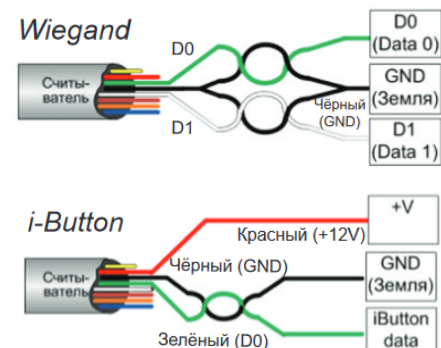 Wiegand
D0
D0
(Data 0)
Считы-
ватель
GND
(Земля)
Чёрный
(GND)
D1
D1
(Data 1)
i-Button
+V
Красный (+12V)
Чёрный (GND)
GND
(Земля)
Считы-
ватель
Зелёный (D0)
iButton
data